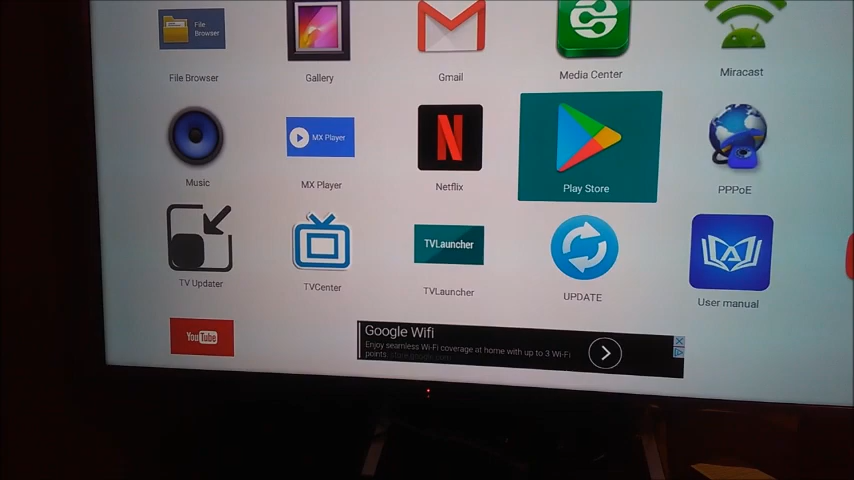 File
Browser
File Browser
Gallery
Gmail
Media Center
Miracast
MX Player
Music
MX Player
Netflix
Play Store
PPPoE
TV Updater
TVCenter
TVLauncher
TVLauncher
UPDATE
User manual
YouTube
Google Wifi
Enjoy seamless Wi-Fi coverage at home with up to 3 Wi-Fi
points.